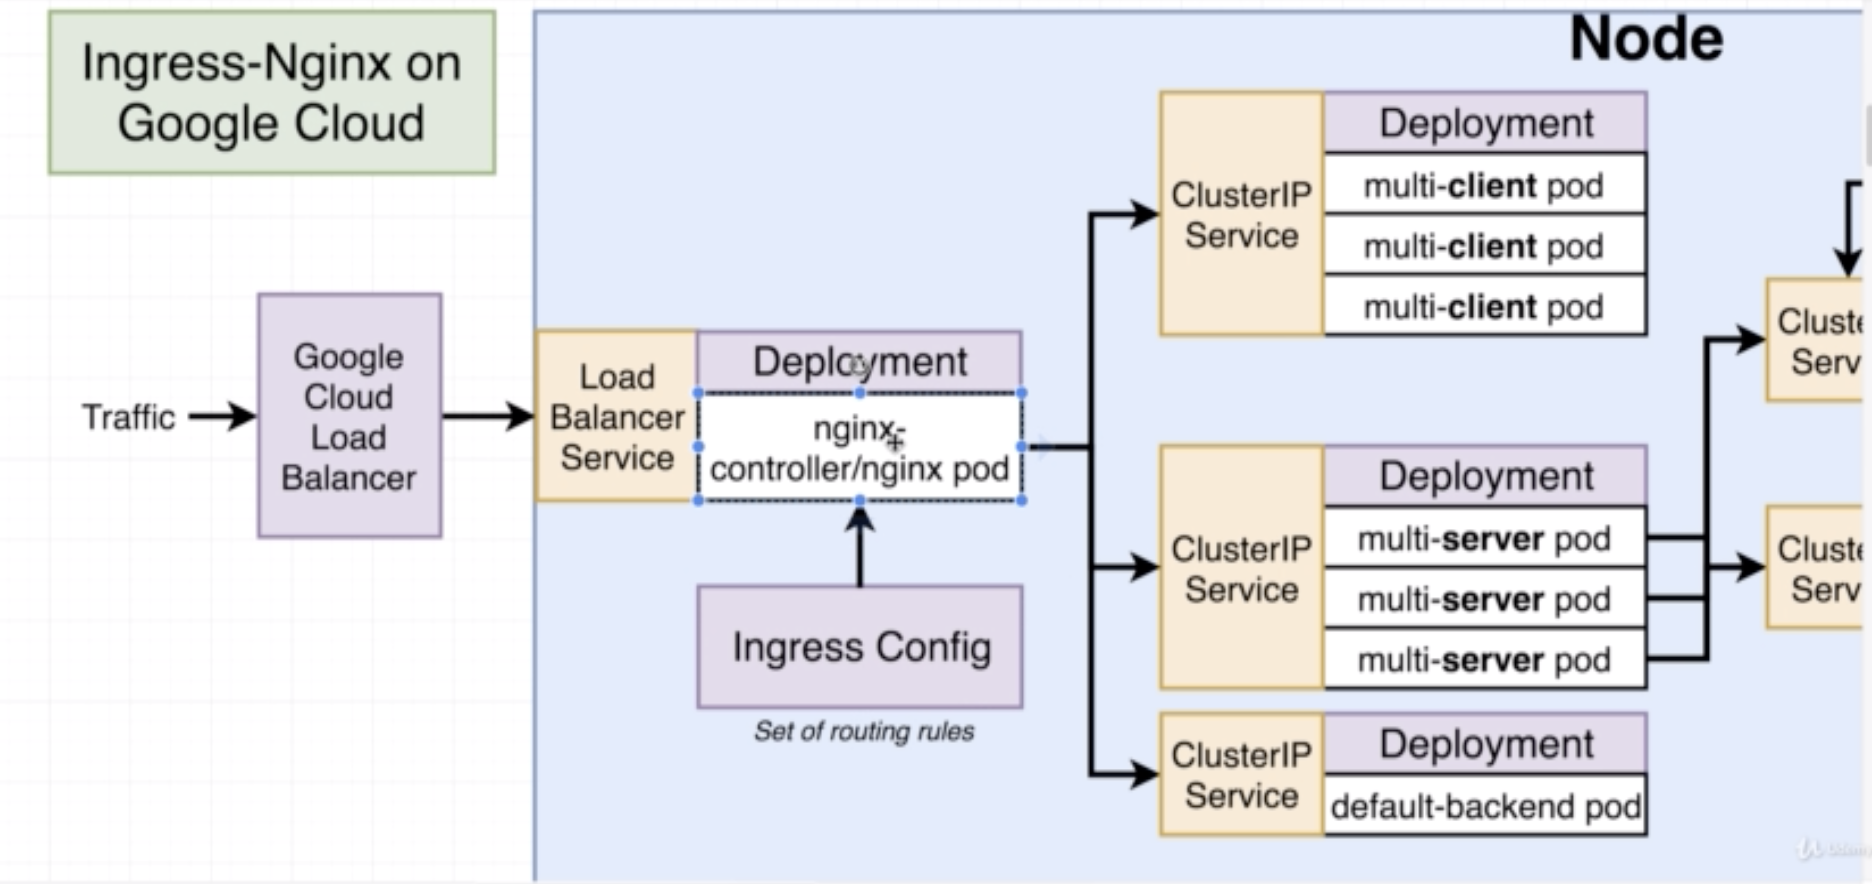 Ingress-Nginx on
Google Cloud
Node
Traffic
Google
Cloud
Load
Balancer
Load
Balancer
Service
Deployment
nginx-
controller/nginx pod
Ingress Config
Set of routing rules
ClusterIP
Service
Deployment
multi-client pod
multi-client pod
multi-client pod
ClusterIP
Service
Deployment
multi-server pod
multi-server pod
multi-server pod
ClusterIP
Service
Deployment
default-backend pod
Cluste
Serv
Cluste
Serv